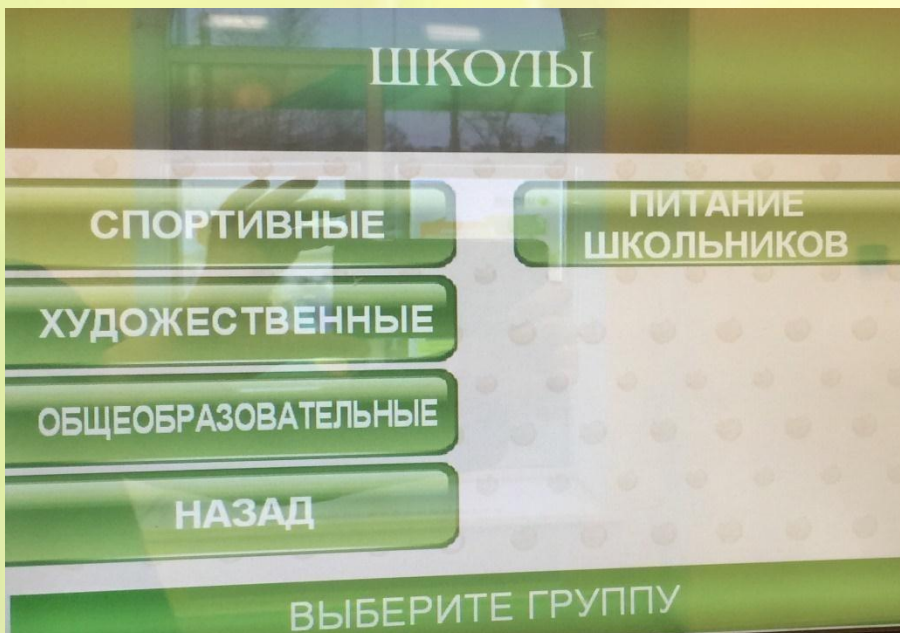 ШКОЛЫ
СПОРТИВНЫЕ
ПИТАНИЕ
ШКОЛЬНИКОВ
ХУДОЖЕСТВЕННЫЕ
ОБЩЕОБРАЗОВАТЕЛЬНЫЕ
НАЗАД
ВЫБЕРИТЕ ГРУППУ